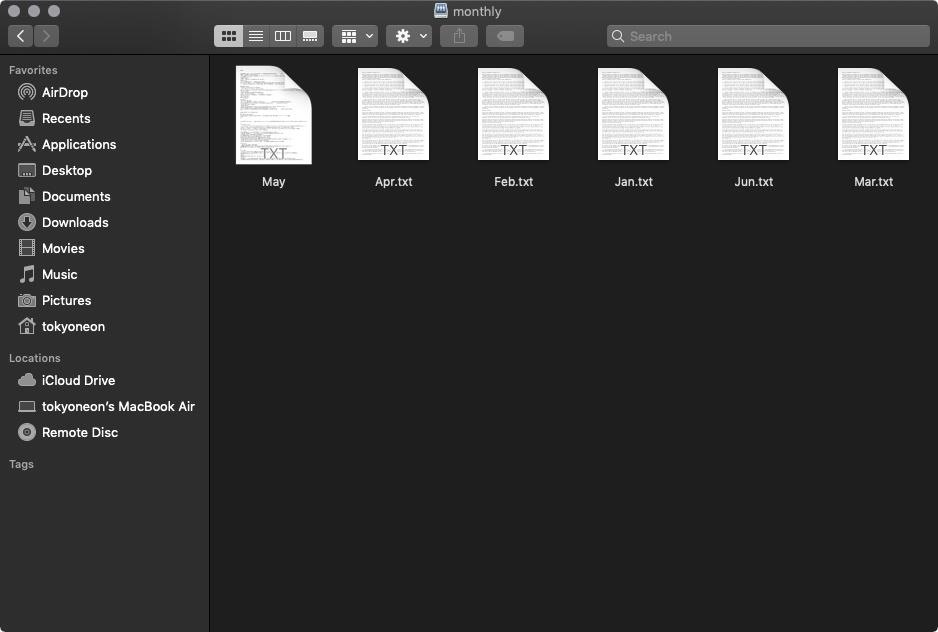 monthly
Search
Favorites
AirDrop
Recents
Applications
Desktop
Documents
Downloads
Movies
Music
Pictures
tokyoneon
Locations
iCloud Drive
tokyoneon’s MacBook Air
Remote Disc
Tags
TXT TXT TXT TXT TXT TXT
May Apr.txt Feb.txt Jan.txt Jun.txt Mar.txt